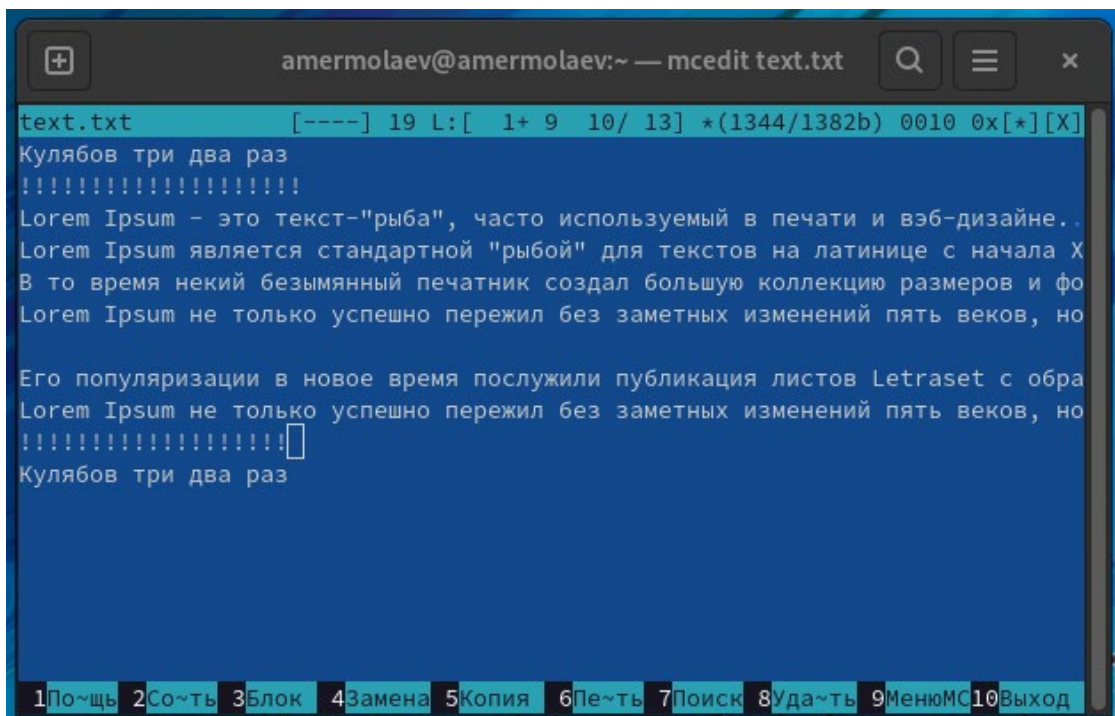 amermolaev@amermolaev:~ — mcedit text.txt
text.txt [----] 19 L:[ 1+ 9 10/ 13] *(1344/1382b) 0010 0x[*][X]
Кулябов три два раз
!!!!!!!!!!!!!!!!!!!!
Lorem Ipsum - это текст-"рыба", часто используемый в печати и вэб-дизайне..
Lorem Ipsum является стандартной "рыбой" для текстов на латинице с начала X
В то время некий безымянный печатник создал большую коллекцию размеров и фо
Lorem Ipsum не только успешно пережил без заметных изменений пять веков, но
Его популяризации в новое время послужили публикация листов Letraset с обра
Lorem Ipsum не только успешно пережил без заметных изменений пять веков, но
!!!!!!!!!!!!!!!!!!!
Кулябов три два раз
1По~щь 2Со~ть 3Блок 4Замена 5Копия 6Пе~ть 7Поиск 8Уда~ть 9МенюMC10Выход